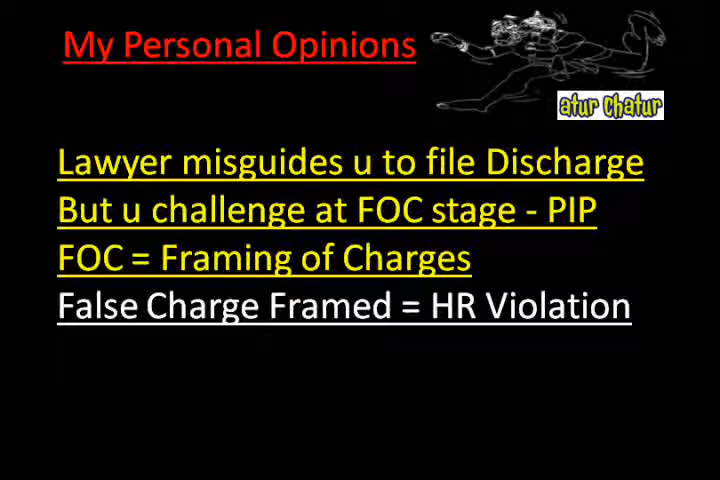 My Personal Opinions
atur chatur
Lawyer misguides u to file Discharge
But u challenge at FOC stage - PIP
FOC = Framing of Charges
False Charge Framed = HR Violation